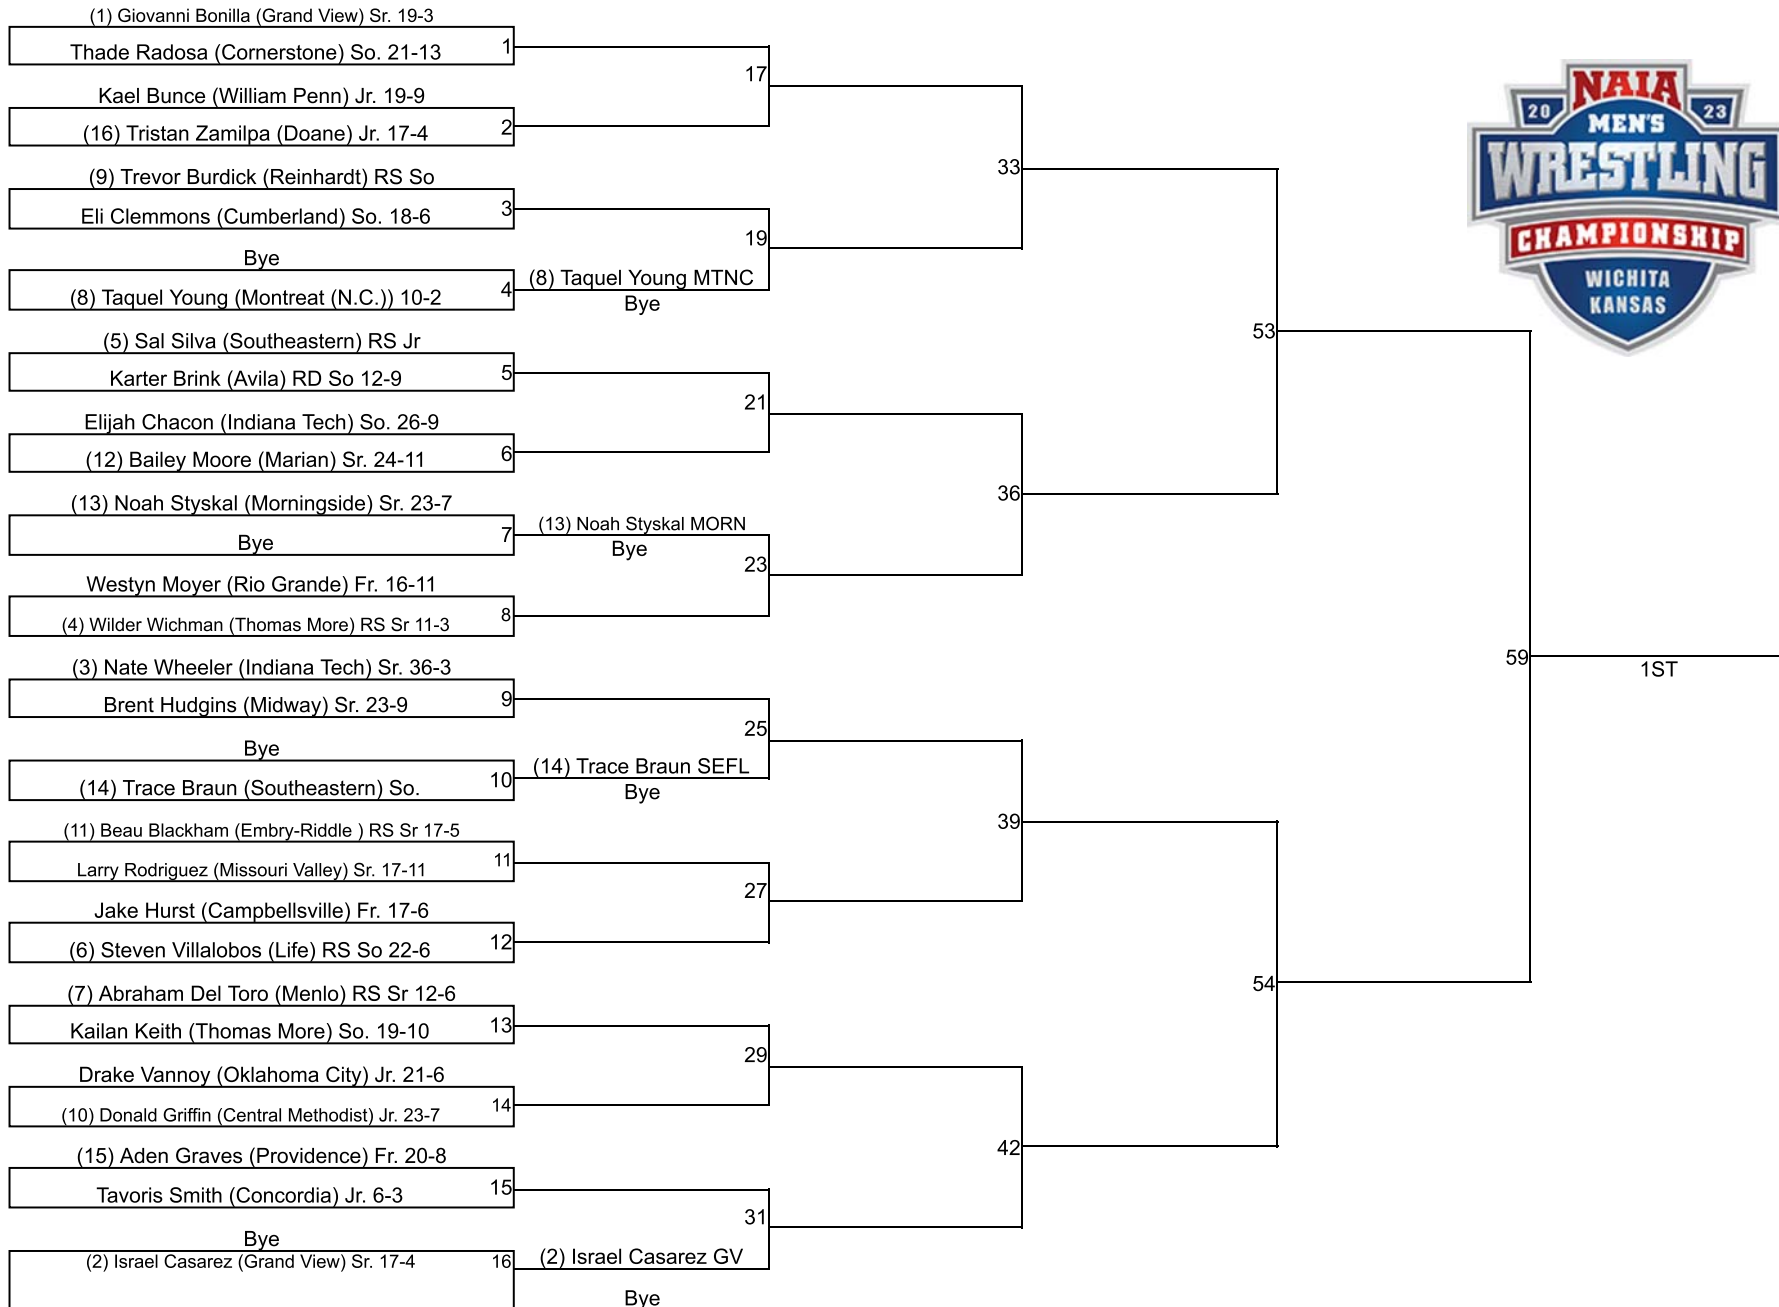 (1) Giovanni Bonilla (Grand View) Sr. 19-3
Thade Radosa (Cornerstone) So. 21-13
1
17
Kael Bunce (William Penn) Jr. 19-9
(16) Tristan Zamilpa (Doane) Jr. 17-4
2
33
(9) Trevor Burdick (Reinhardt) RS So
Eli Clemmons (Cumberland) So. 18-6
3
19
Bye
(8) Taquel Young (Montreat (N.C.)) 10-2
4
(8) Taquel Young MTNC
Bye
53
(5) Sal Silva (Southeastern) RS Jr
Karter Brink (Avila) RD So 12-9
5
21
Elijah Chacon (Indiana Tech) So. 26-9
(12) Bailey Moore (Marian) Sr. 24-11
6
36
(13) Noah Styskal (Morningside) Sr. 23-7
Bye
7
(13) Noah Styskal MORN
Bye
23
Westyn Moyer (Rio Grande) Fr. 16-11
(4) Wilder Wichman (Thomas More) RS Sr 11-3
8
59
1ST
(3) Nate Wheeler (Indiana Tech) Sr. 36-3
Brent Hudgins (Midway) Sr. 23-9
9
25
Bye
(14) Trace Braun (Southeastern) So.
10
(14) Trace Braun SEFL
Bye
39
(11) Beau Blackham (Embry-Riddle ) RS Sr 17-5
Larry Rodriguez (Missouri Valley) Sr. 17-11
11
27
Jake Hurst (Campbellsville) Fr. 17-6
(6) Steven Villalobos (Life) RS So 22-6
12
54
(7) Abraham Del Toro (Menlo) RS Sr 12-6
Kailan Keith (Thomas More) So. 19-10
13
29
Drake Vannoy (Oklahoma City) Jr. 21-6
(10) Donald Griffin (Central Methodist) Jr. 23-7
14
42
(15) Aden Graves (Providence) Fr. 20-8
Tavoris Smith (Concordia) Jr. 6-3
15
31
Bye
(2) Israel Casarez (Grand View) Sr. 17-4
16
(2) Israel Casarez GV
Bye
NAIA
20 23
MEN'S
WRESTLING
CHAMPIONSHIP
WICHITA
KANSAS